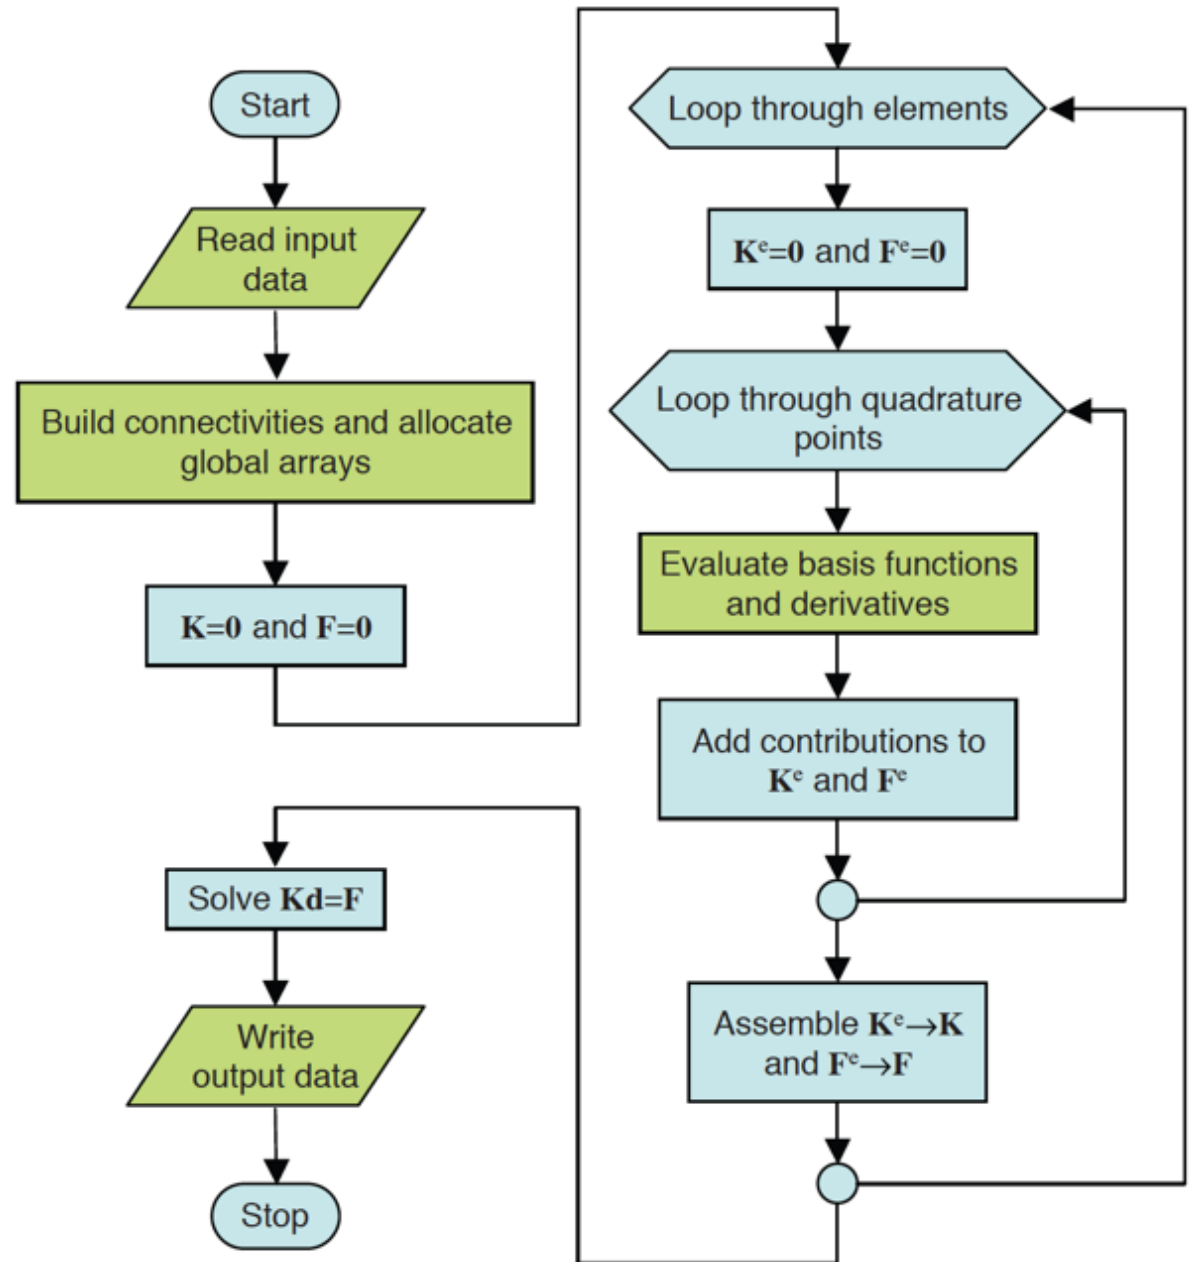 Start
Read input
data
Build connectivities and allocate
global arrays
K=0 and F=0
Loop through elements
Kᵉ=0 and Fᵉ=0
Loop through quadrature
points
Evaluate basis functions
and derivatives
Add contributions to
Kᵉ and Fᵉ
Assemble Kᵉ→K
and Fᵉ→F
Solve Kd=F
Write
output data
Stop